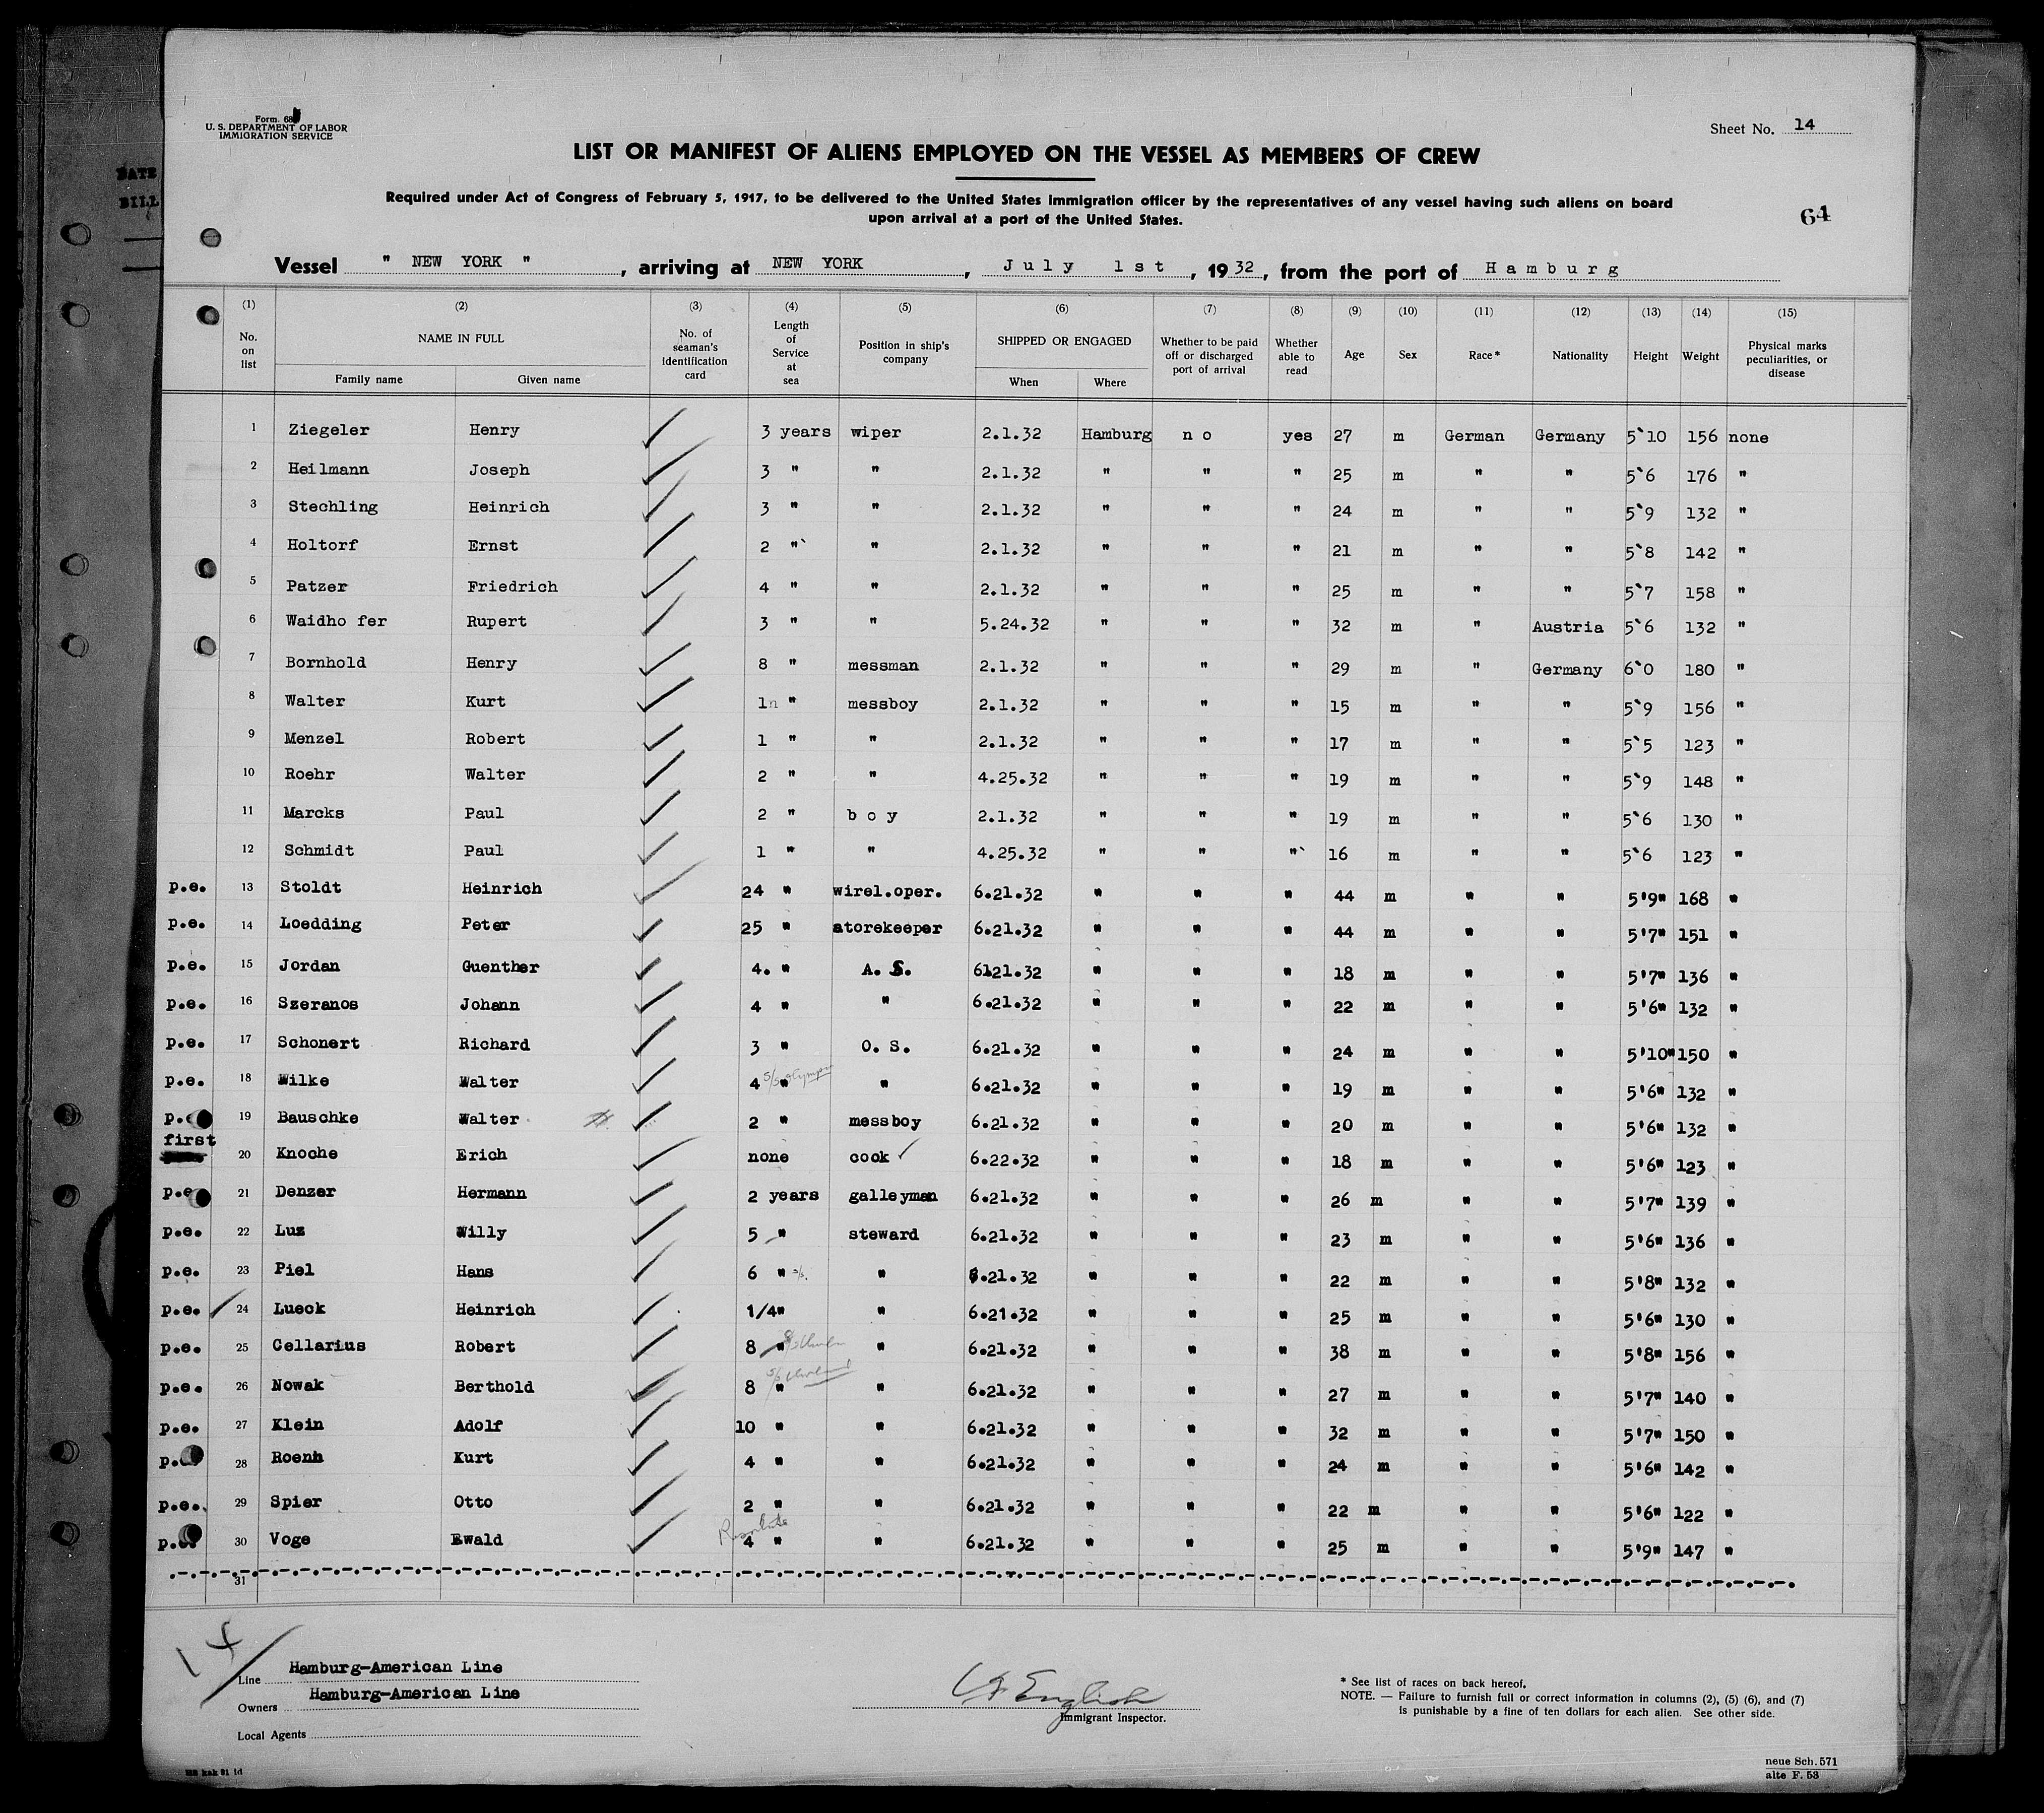 DATE
BILL
Form. 68
U. S. DEPARTMENT OF LABOR
IMMIGRATION SERVICE
Sheet No. 14
LIST OR MANIFEST OF ALIENS EMPLOYED ON THE VESSEL AS MEMBERS OF CREW
Required under Act of Congress of February 5, 1917, to be delivered to the United States immigration officer by the representatives of any vessel having such aliens on board
upon arrival at a port of the United States.
64
Vessel " NEW YORK ", arriving at NEW YORK, July 1st, 1932, from the port of Hamburg
(1) (2) (3) (4) (5) (6) (7) (8) (9) (10) (11) (12) (13) (14) (15)
No. on list NAME IN FULL Family name Given name No. of seaman's identification card Length of Service at sea Position in ship's company SHIPPED OR ENGAGED When Where Whether to be paid off or discharged port of arrival Whether able to read Age Sex Race* Nationality Height Weight Physical marks peculiarities, or disease
1 Ziegeler Henry 3 years wiper 2.1.32 Hamburg no yes 27 m German Germany 5`10 156 none
2 Heilmann Joseph 3 " " 2.1.32 " " " 25 m " " 5`6 176 "
3 Stechling Heinrich 3 " " 2.1.32 " " " 24 m " " 5`9 132 "
4 Holtorf Ernst 2 "` " 2.1.32 " " " 21 m " " 5`8 142 "
5 Patzer Friedrich 4 " " 2.1.32 " " " 25 m " " 5`7 158 "
6 Waidho fer Rupert 3 " " 5.24.32 " " " 32 m " Austria 5`6 132 "
7 Bornhold Henry 8 " messman 2.1.32 " " " 29 m " Germany 6`0 180 "
8 Walter Kurt 1n " messboy 2.1.32 " " " 15 m " " 5`9 156 "
9 Menzel Robert 1 " " 2.1.32 " " " 17 m " " 5`5 123 "
10 Roehr Walter 2 " " 4.25.32 " " " 19 m " " 5`9 148 "
11 Marcks Paul 2 " boy 2.1.32 " " " 19 m " " 5`6 130 "
12 Schmidt Paul 1 " " 4.25.32 " " "` 16 m " " 5`6 123 "
p.e. 13 Stoldt Heinrich 24 " wirel.oper. 6.21.32 " " " 44 m " " 5'9" 168 "
p.e. 14 Loedding Peter 25 " storekeeper 6.21.32 " " " 44 m " " 5'7" 151 "
p.e. 15 Jordan Guenther 4. " A. S. 6121.32 " " " 18 m " " 5'7" 136 "
p.e. 16 Szeranos Johann 4 " " 6.21.32 " " " 22 m " " 5'6" 132 "
p.e. 17 Schonert Richard 3 " O. S. 6.21.32 " " " 24 m " " 5'10" 150 "
p.e. 18 Wilke Walter 4 " " 6.21.32 " " " 19 m " " 5'6" 132 "
p. 19 Bauschke Walter 2 " messboy 6.21.32 " " " 20 m " " 5'6" 132 "
first 20 Knoche Erich none cook 6.22.32 " " " 18 m " " 5'6" 123 "
p.e 21 Denzer Hermann 2 years galleyman 6.21.32 " " " 26 m " " 5'7" 139 "
p.e. 22 Luz Willy 5 " steward 6.21.32 " " " 23 m " " 5'6" 136 "
p.e. 23 Piel Hans 6 " " 6.21.32 " " " 22 m " " 5'8" 132 "
p.e. 24 Lueck Heinrich 1/4" " 6.21.32 " " " 25 m " " 5'6" 130 "
p.e. 25 Cellarius Robert 8 " " 6.21.32 " " " 38 m " " 5'8" 156 "
p.e. 26 Nowak Berthold 8 " " 6.21.32 " " " 27 m " " 5'7" 140 "
p.e. 27 Klein Adolf 10 " " 6.21.32 " " " 32 m " " 5'7" 150 "
p. 28 Roenh Kurt 4 " " 6.21.32 " " " 24 m " " 5'6" 142 "
p.e. 29 Spier Otto 2 " " 6.21.32 " " " 22 m " " 5'6" 122 "
Resolute
p. 30 Voge Ewald 4 " " 6.21.32 " " " 25 m " " 5'9" 147 "
31
14
Line Hamburg-American Line
Owners Hamburg-American Line
Local Agents
English
Immigrant Inspector.
* See list of races on back hereof.
NOTE. — Failure to furnish full or correct information in columns (2), (5) (6), and (7)
is punishable by a fine of ten dollars for each alien. See other side.
neue Sch. 571
alte F. 53